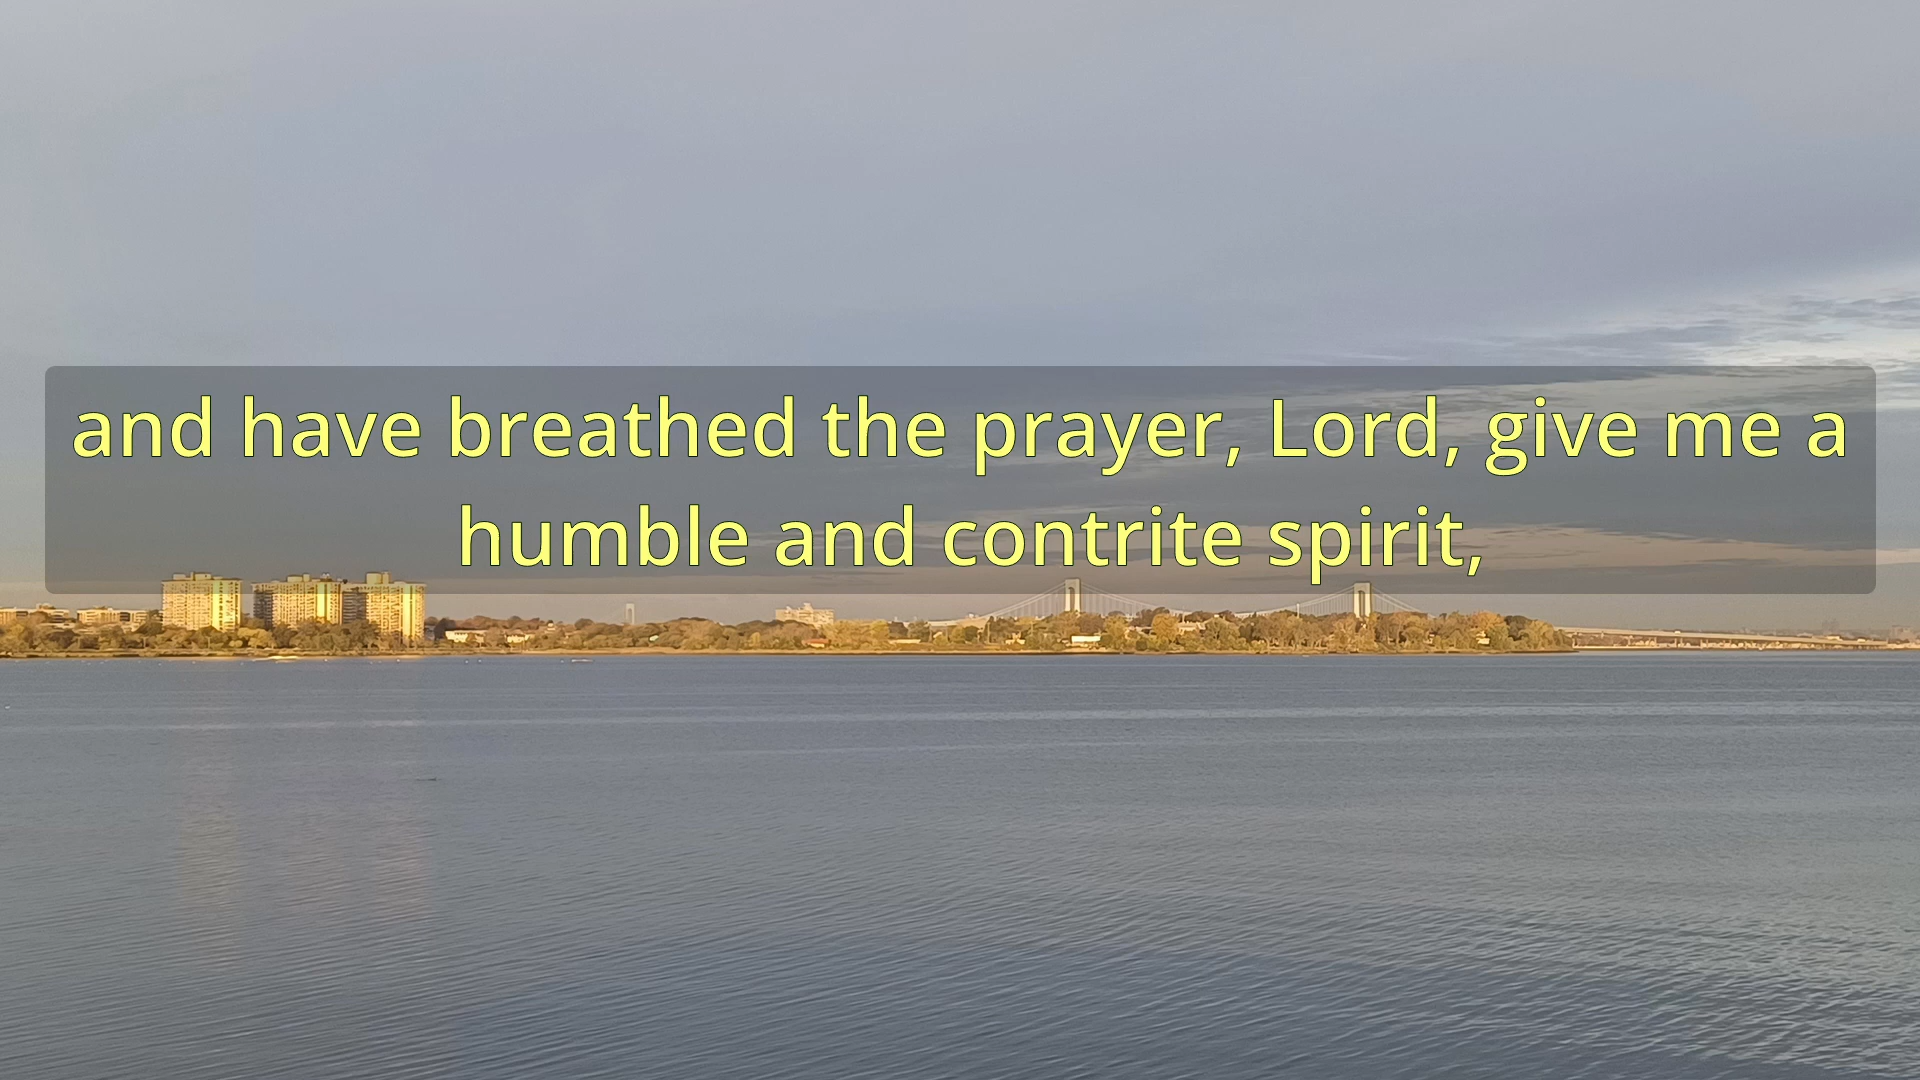 and have breathed the prayer, Lord, give me a
humble and contrite spirit,